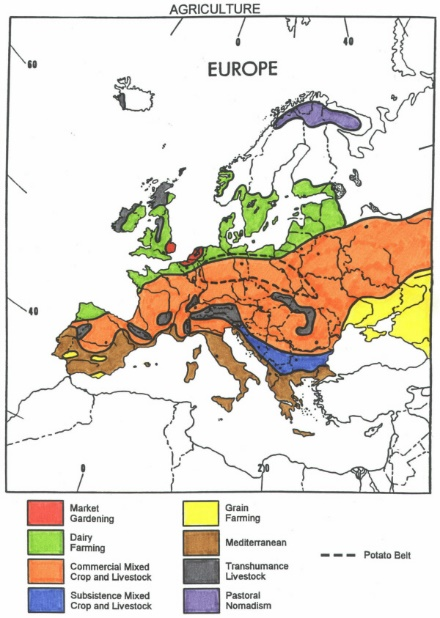 AGRICULTURE
0
40
60
EUROPE
40
0
20
Market
Gardening
Dairy
Farming
Commercial Mixed
Crop and Livestock
Subsistence Mixed
Crop and Livestock
Grain
Farming
Mediterranean
Transhumance
Livestock
Pastoral
Nomadism
Potato Belt